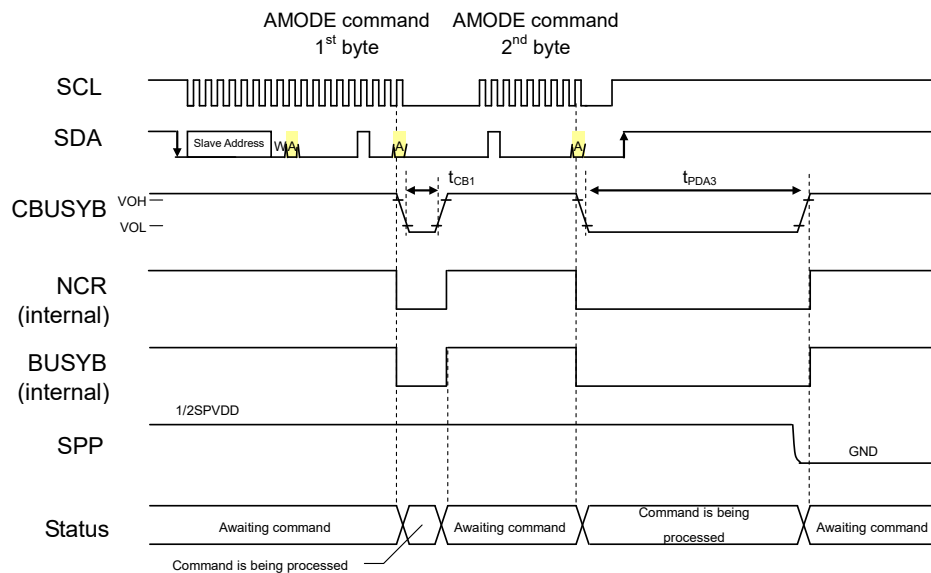 AMODE command
1st byte
AMODE command
2nd byte
SCL
SDA
Slave Address
W
A
A
A
tCB1
tPDA3
CBUSYB
VOH
VOL
NCR
(internal)
BUSYB
(internal)
1/2SPVDD
SPP
GND
Status
Awaiting command
Awaiting command
Command is being
processed
Awaiting command
Command is being processed